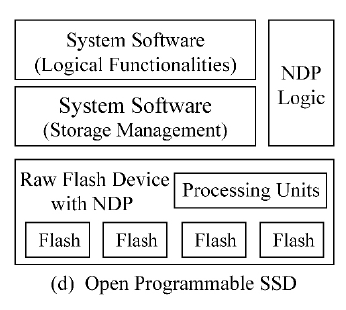 System Software
(Logical Functionalities)
NDP
Logic
System Software
(Storage Management)
Raw Flash Device
with NDP
Processing Units
Flash
Flash
Flash
Flash
(d) Open Programmable SSD